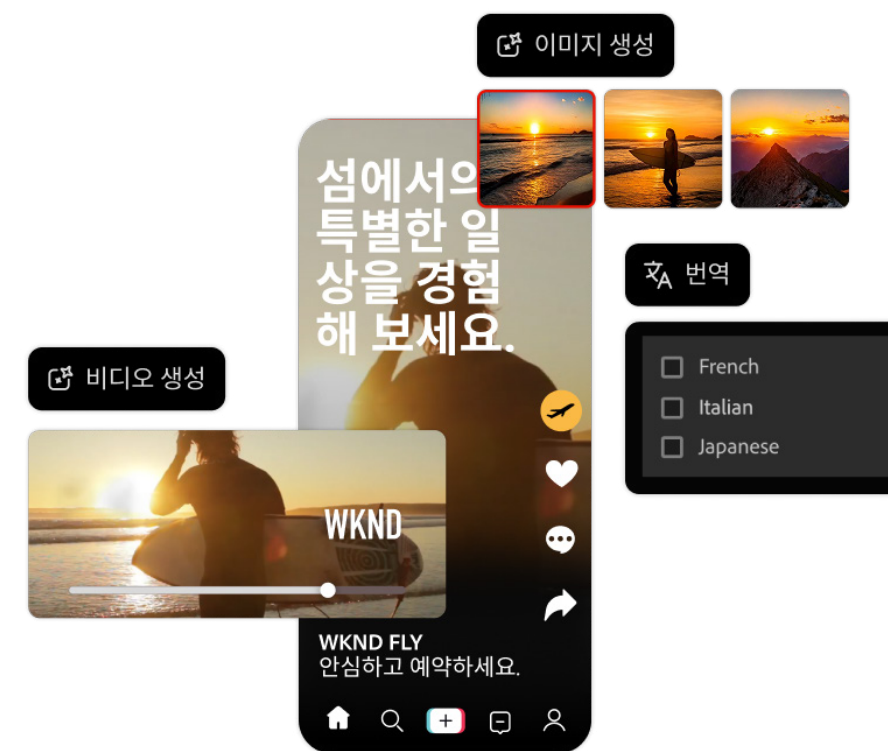 이미지 생성
섬에서의
특별한 일
상을 경험
해 보세요.
번역
French
Italian
Japanese
비디오 생성
WKND
WKND FLY
안심하고 예약하세요.